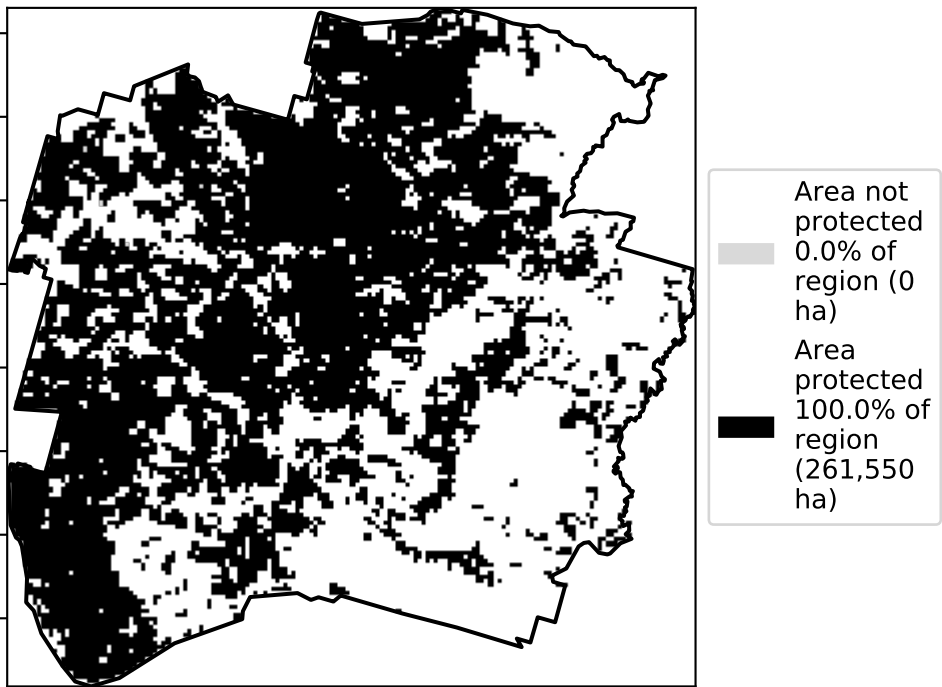 Area not
protected
0.0% of
region (0
ha)
Area
protected
100.0% of
region
(261,550
ha)